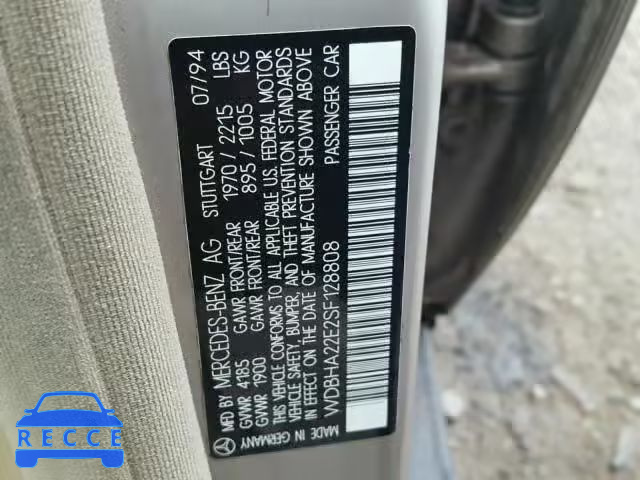 MFD BY MERCEDES-BENZ AG STUTTGART 07/94
GVWR 4185 GAWR FRONT/REAR 1970 / 2215 LBS
GVWR 1900 GAWR FRONT/REAR 895 / 1005 KG
THIS VEHICLE CONFORMS TO ALL APPLICABLE U.S. FEDERAL MOTOR
VEHICLE SAFETY, BUMPER, AND THEFT PREVENTION STANDARDS
IN EFFECT ON THE DATE OF MANUFACTURE SHOWN ABOVE
WDBHA22E2SF128808 PASSENGER CAR
MADE IN GERMANY
RECCE